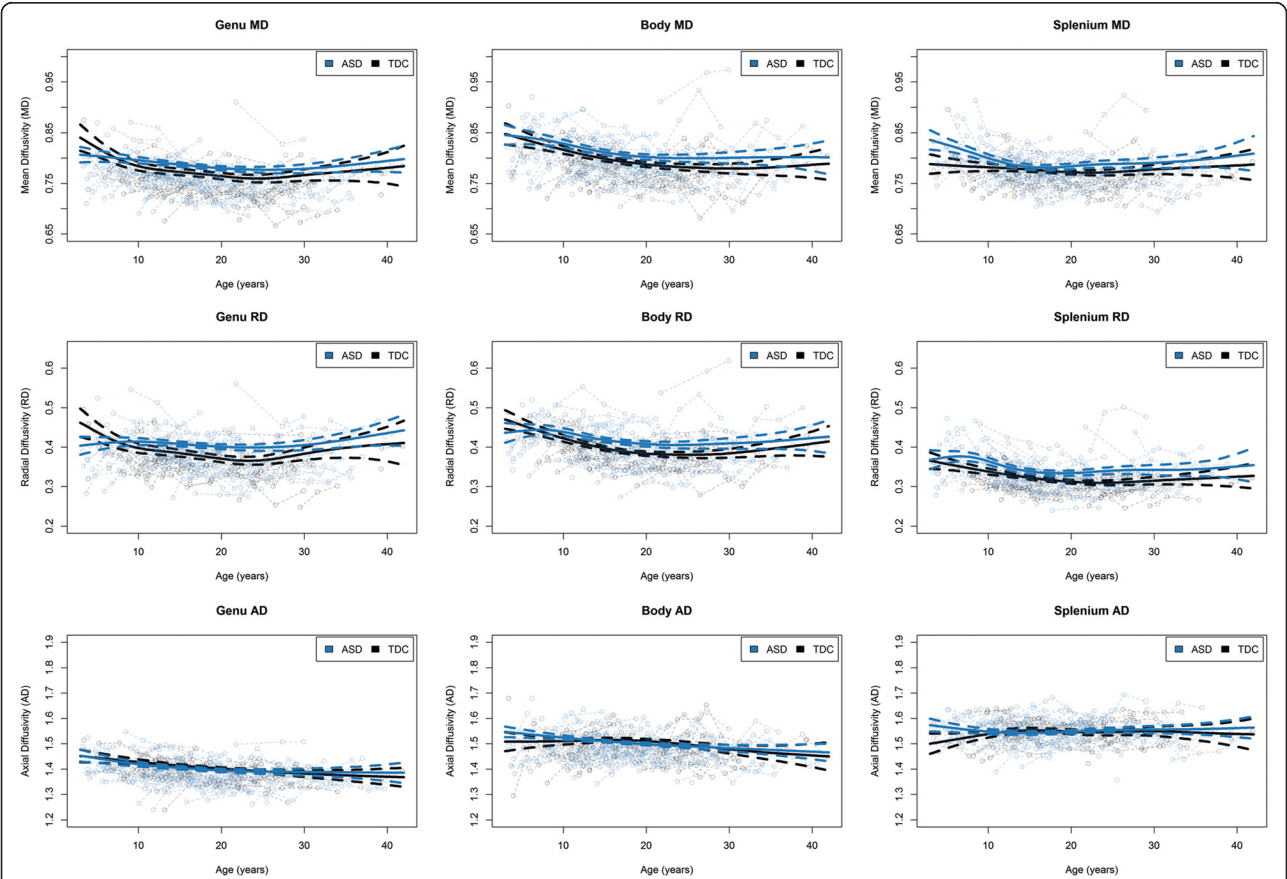 Genu MD
Body MD
Splenium MD
ASD TDC
ASD TDC
ASD TDC
Mean Diffusivity (MD)
0.65 0.75 0.85 0.95
10 20 30 40
Age (years)
Mean Diffusivity (MD)
0.65 0.75 0.85 0.95
10 20 30 40
Age (years)
Mean Diffusivity (MD)
0.65 0.75 0.85 0.95
10 20 30 40
Age (years)
Genu RD
Body RD
Splenium RD
ASD TDC
ASD TDC
ASD TDC
Radial Diffusivity (RD)
0.2 0.3 0.4 0.5 0.6
10 20 30 40
Age (years)
Radial Diffusivity (RD)
0.2 0.3 0.4 0.5 0.6
10 20 30 40
Age (years)
Radial Diffusivity (RD)
0.2 0.3 0.4 0.5 0.6
10 20 30 40
Age (years)
Genu AD
Body AD
Splenium AD
ASD TDC
ASD TDC
ASD TDC
Axial Diffusivity (AD)
1.2 1.3 1.4 1.5 1.6 1.7 1.8 1.9
10 20 30 40
Age (years)
Axial Diffusivity (AD)
1.2 1.3 1.4 1.5 1.6 1.7 1.8 1.9
10 20 30 40
Age (years)
Axial Diffusivity (AD)
1.2 1.3 1.4 1.5 1.6 1.7 1.8 1.9
10 20 30 40
Age (years)